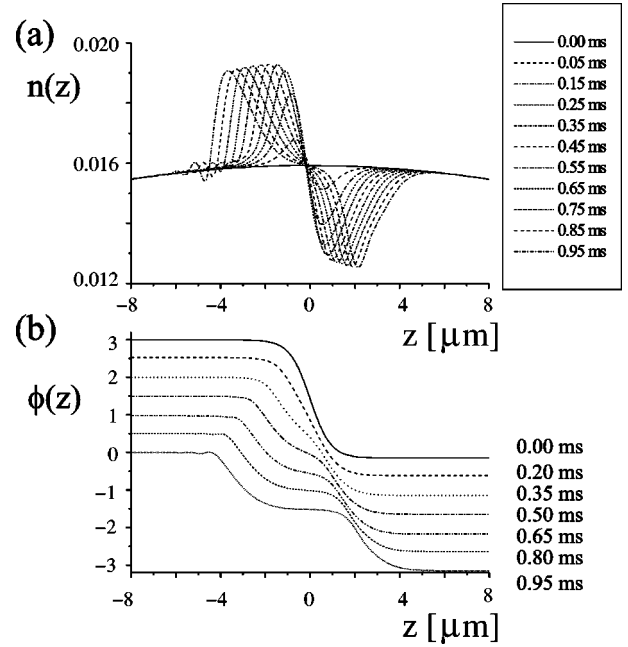 (a)
n(z)
0.020
0.016
0.012
-8
-4
0
4
8
z [μm]
0.00 ms
0.05 ms
0.15 ms
0.25 ms
0.35 ms
0.45 ms
0.55 ms
0.65 ms
0.75 ms
0.85 ms
0.95 ms
(b)
ϕ(z)
3
2
1
0
-1
-2
-3
-8
-4
0
4
8
z [μm]
0.00 ms
0.20 ms
0.35 ms
0.50 ms
0.65 ms
0.80 ms
0.95 ms